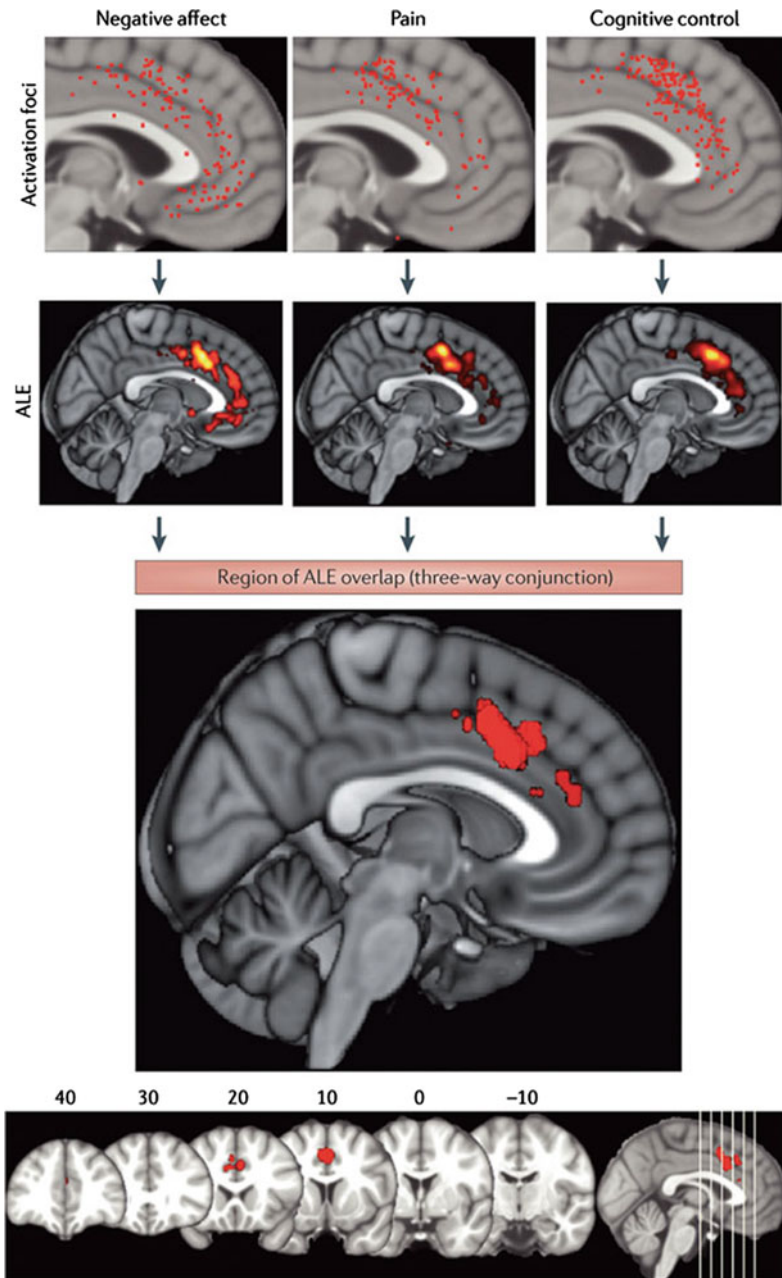 Negative affect Pain Cognitive control
Activation foci
ALE
Region of ALE overlap (three-way conjunction)
40 30 20 10 0 –10